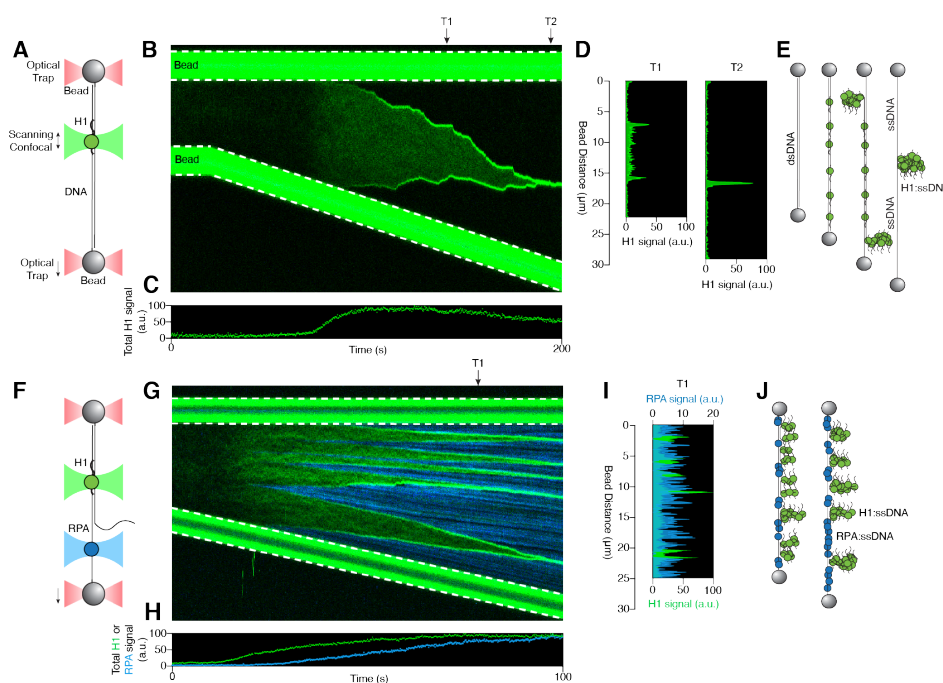 T1
T2
A
B
D
E
Optical
Trap
Bead
H1
Scanning
Confocal
DNA
Optical
Trap
Bead
Bead
Bead
T1
T2
0
5
10
15
20
25
30
Bead Distance (μm)
0 50 100
H1 signal (a.u.)
0 50 100
H1 signal (a.u.)
dsDNA
ssDNA
ssDNA
H1:ssDN
C
Total H1 signal
(a.u.)
100
50
0
0
Time (s)
200
T1
F
G
I
J
H1
RPA
T1
RPA signal (a.u.)
0 10 20
0
5
10
15
20
25
30
Bead Distance (μm)
0 50 100
H1 signal (a.u.)
H1:ssDNA
RPA:ssDNA
H
Total H1 or
RPA signal
(a.u.)
100
50
0
0
Time (s)
100